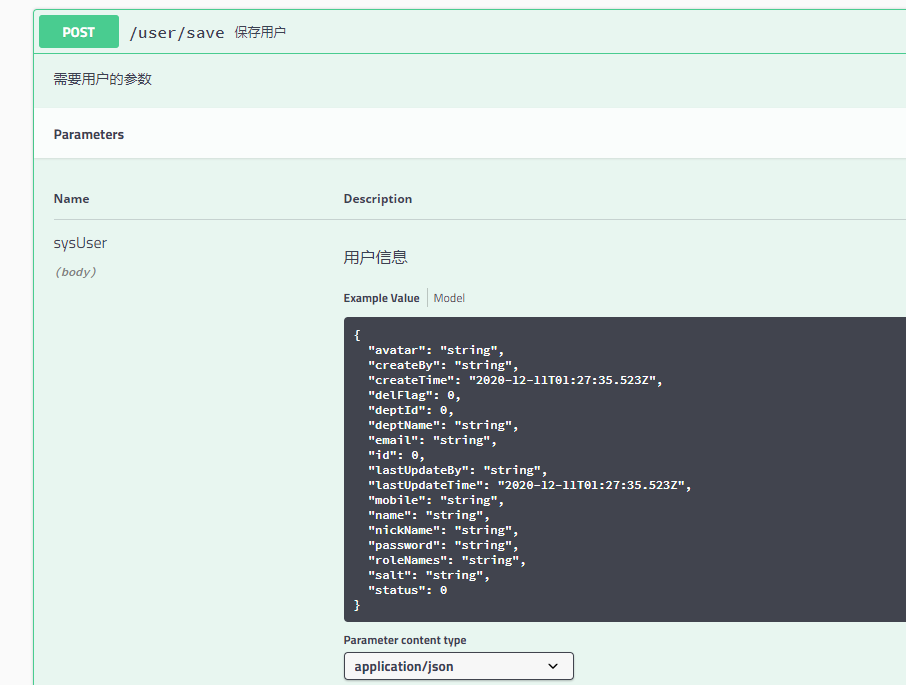 POST /user/save 保存用户
需要用户的参数
Parameters
Name Description
sysUser
(body)
用户信息
Example Value Model
{
"avatar": "string",
"createBy": "string",
"createTime": "2020-12-11T01:27:35.523Z",
"delFlag": 0,
"deptId": 0,
"deptName": "string",
"email": "string",
"id": 0,
"lastUpdateBy": "string",
"lastUpdateTime": "2020-12-11T01:27:35.523Z",
"mobile": "string",
"name": "string",
"nickName": "string",
"password": "string",
"roleNames": "string",
"salt": "string",
"status": 0
}
Parameter content type
application/json